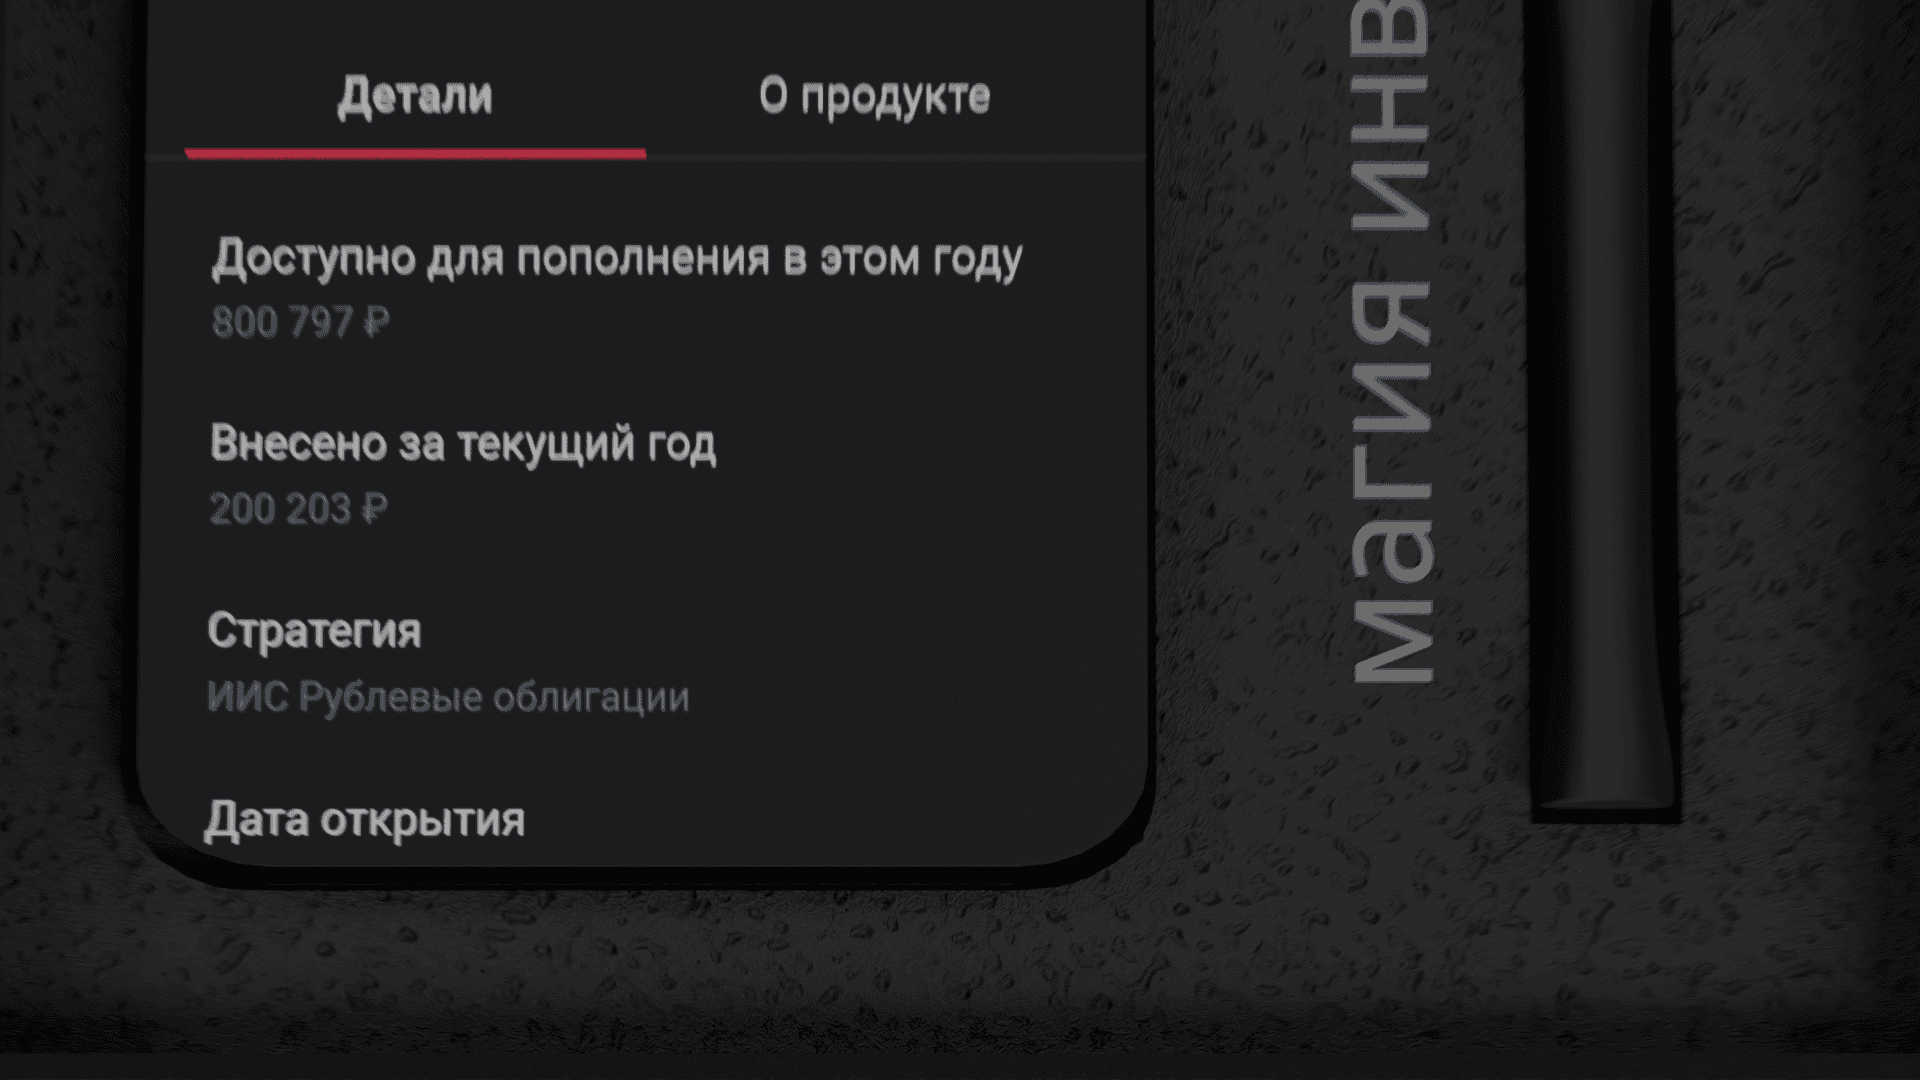 Детали
О продукте
Доступно для пополнения в этом году
800 797 ₽
Внесено за текущий год
200 203 ₽
Стратегия
ИИС Рублевые облигации
Дата открытия
магия инв